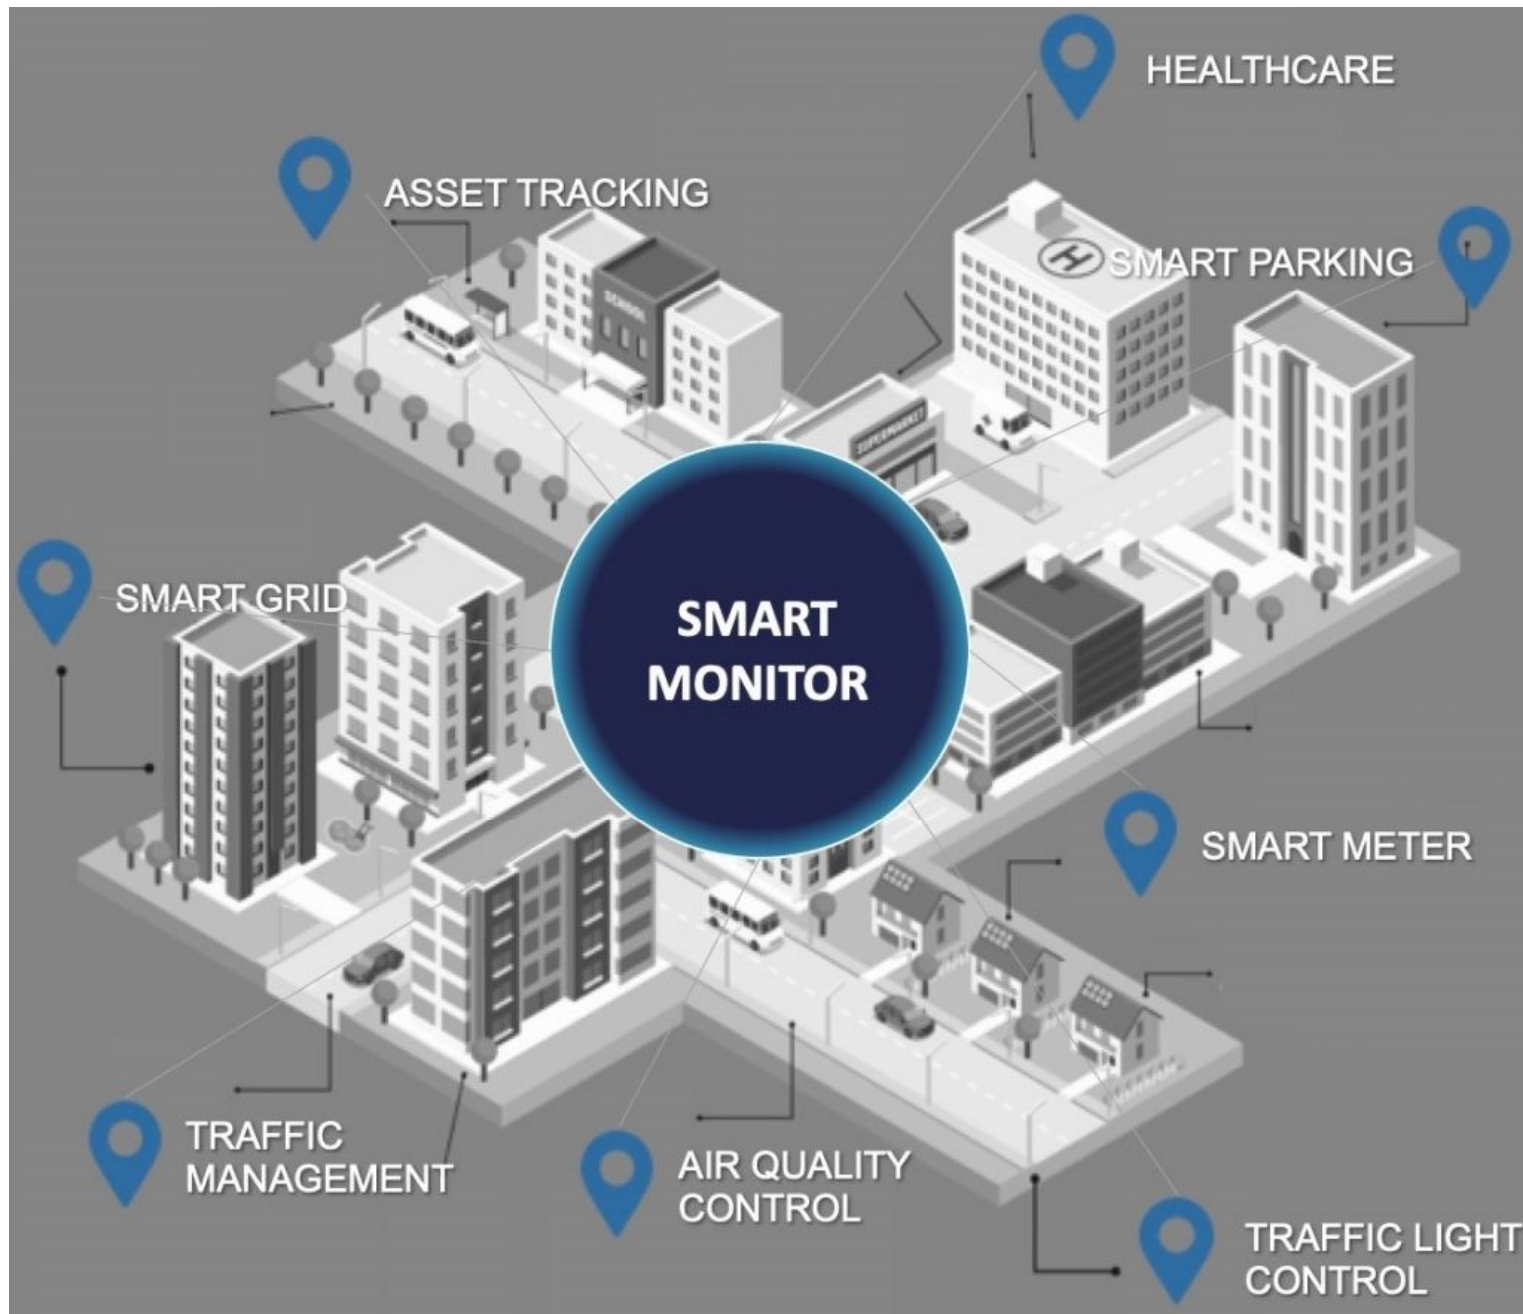 HEALTHCARE
ASSET TRACKING
SMART PARKING
H
SCHOOL
SUPERMARKET
SMART GRID
SMART
MONITOR
SMART METER
TRAFFIC
MANAGEMENT
AIR QUALITY
CONTROL
TRAFFIC LIGHT
CONTROL